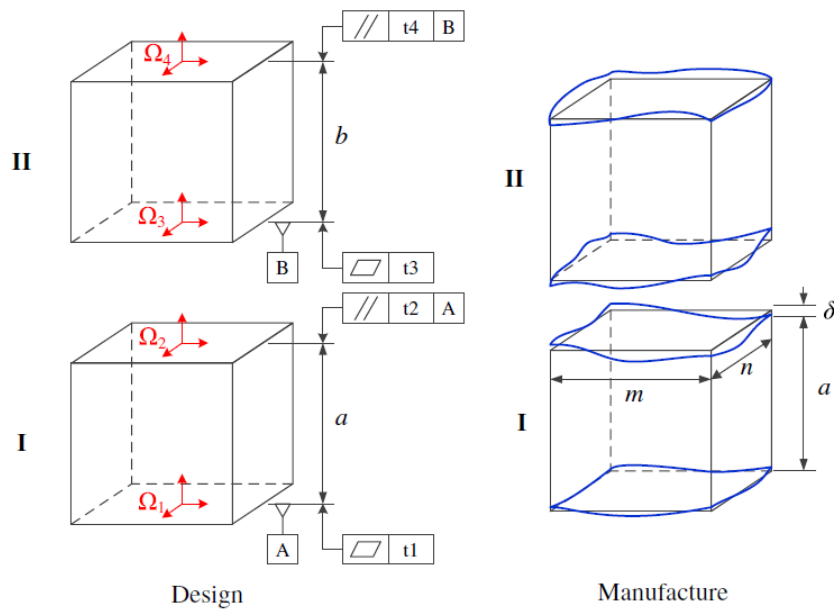 // t4 B
Ω4
b
II
Ω3
B
▱ t3
// t2 A
Ω2
a
I
Ω1
A
▱ t1
Design
II
δ
n
m
a
I
Manufacture